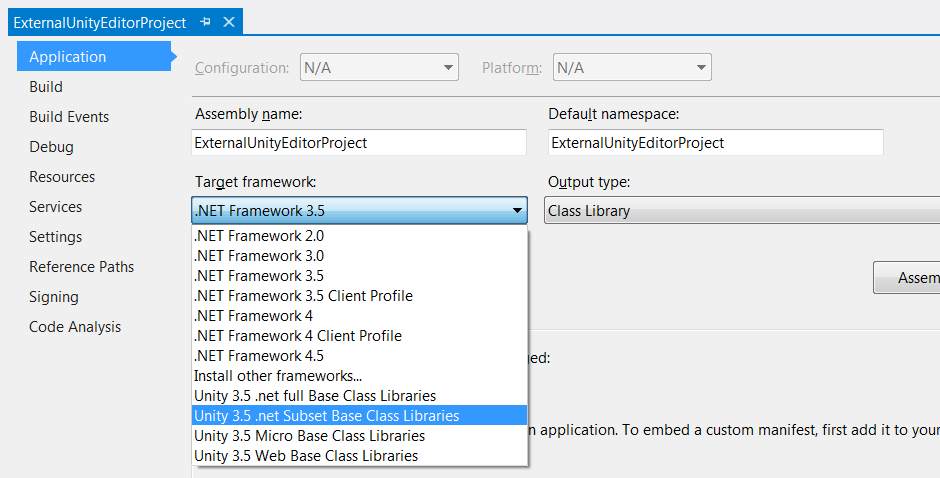 ExternalUnityEditorProject
Application
Build
Build Events
Debug
Resources
Services
Settings
Reference Paths
Signing
Code Analysis
Configuration: N/A Platform: N/A
Assembly name: Default namespace:
ExternalUnityEditorProject ExternalUnityEditorProject
Target framework: Output type:
.NET Framework 3.5 Class Library
.NET Framework 2.0
.NET Framework 3.0
.NET Framework 3.5
.NET Framework 3.5 Client Profile
.NET Framework 4
.NET Framework 4 Client Profile
.NET Framework 4.5
Install other frameworks...
Unity 3.5 .net full Base Class Libraries
Unity 3.5 .net Subset Base Class Libraries
Unity 3.5 Micro Base Class Libraries
Unity 3.5 Web Base Class Libraries
Assem
ed:
n application. To embed a custom manifest, first add it to your